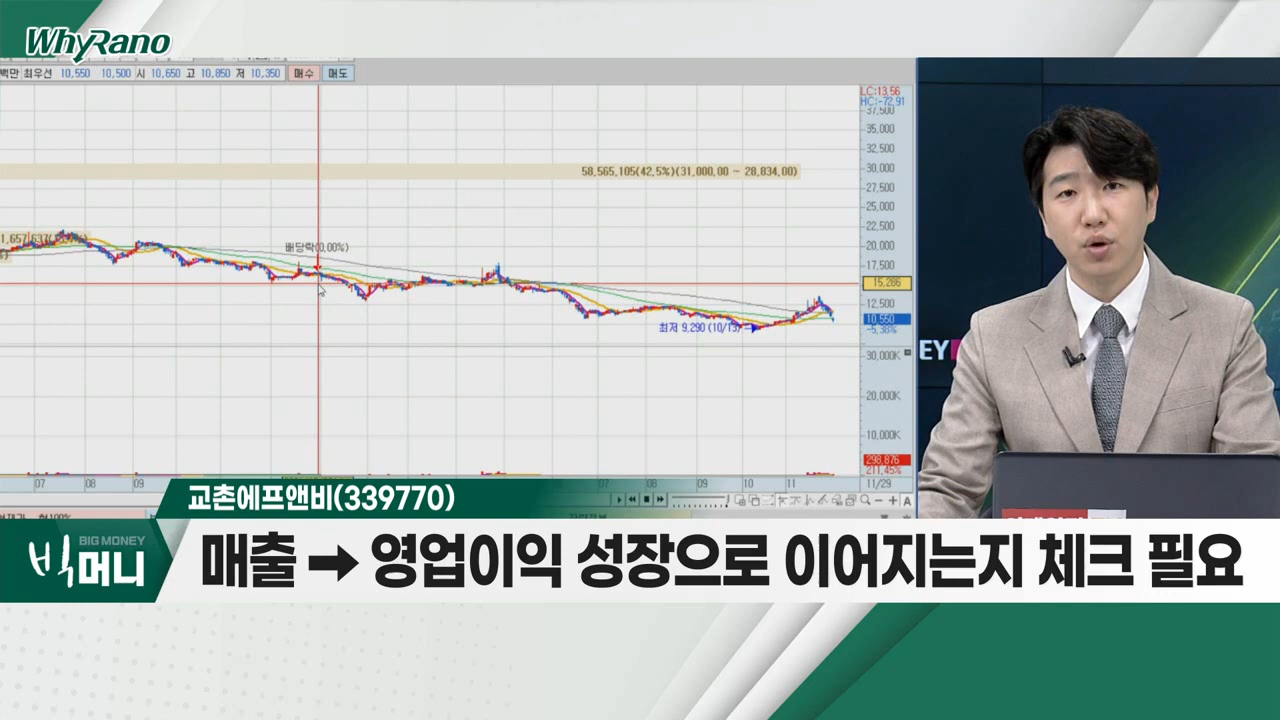 WhyRano
백만 최우선 10,550 10,500 시 10,650 고 10,850 저 10,350 매수 매도
LC:13,56
HC:-72,91
37,500
35,000
32,500
30,000
58,565,105(42,5%)(31,000,00 ~ 28,834,00)
27,500
25,000
22,500
20,000
배당락(0,00%)
17,500
15,286
12,500
10,550
-5,38%
최저 9,290 (10/13)
30,000K
20,000K
10,000K
298,876
211,45%
07 08 09 07 08 09 10 11 11/29
EY
교촌에프앤비(339770)
BIG MONEY
빅머니
매출 ➡ 영업이익 성장으로 이어지는지 체크 필요